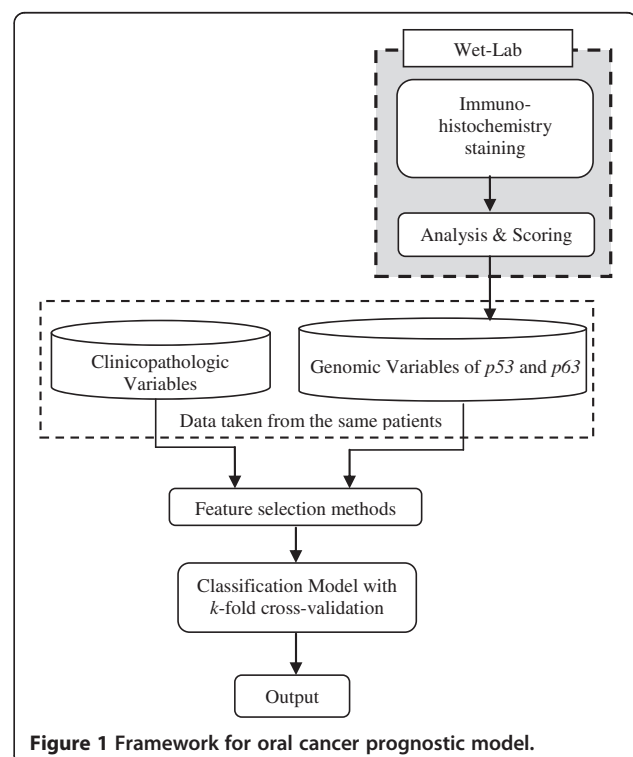 Wet-Lab
Immuno-
histochemistry
staining
Analysis & Scoring
Clinicopathologic
Variables
Genomic Variables of p53 and p63
Data taken from the same patients
Feature selection methods
Classification Model with
k-fold cross-validation
Output
Figure 1 Framework for oral cancer prognostic model.